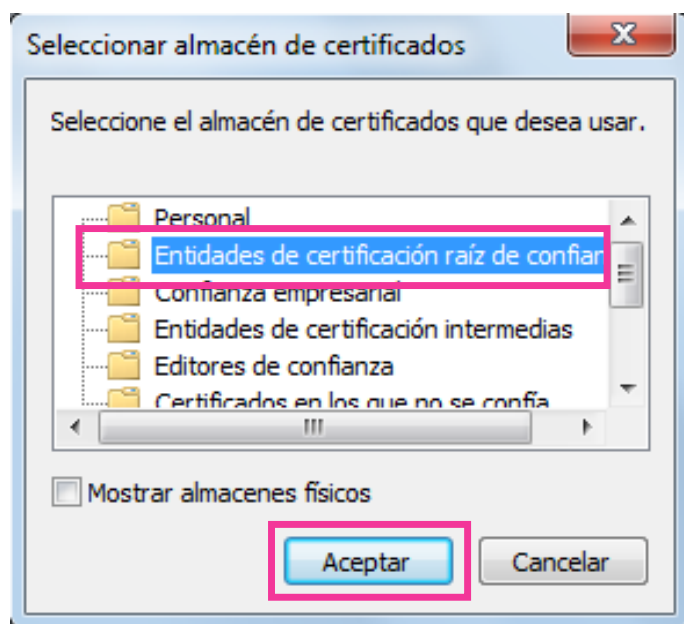 Seleccionar almacén de certificados
Seleccione el almacén de certificados que desea usar.
Personal
Entidades de certificación raíz de confian
Confianza empresarial
Entidades de certificación intermedias
Editores de confianza
Certificados en los que no se confía
Mostrar almacenes físicos
Aceptar
Cancelar